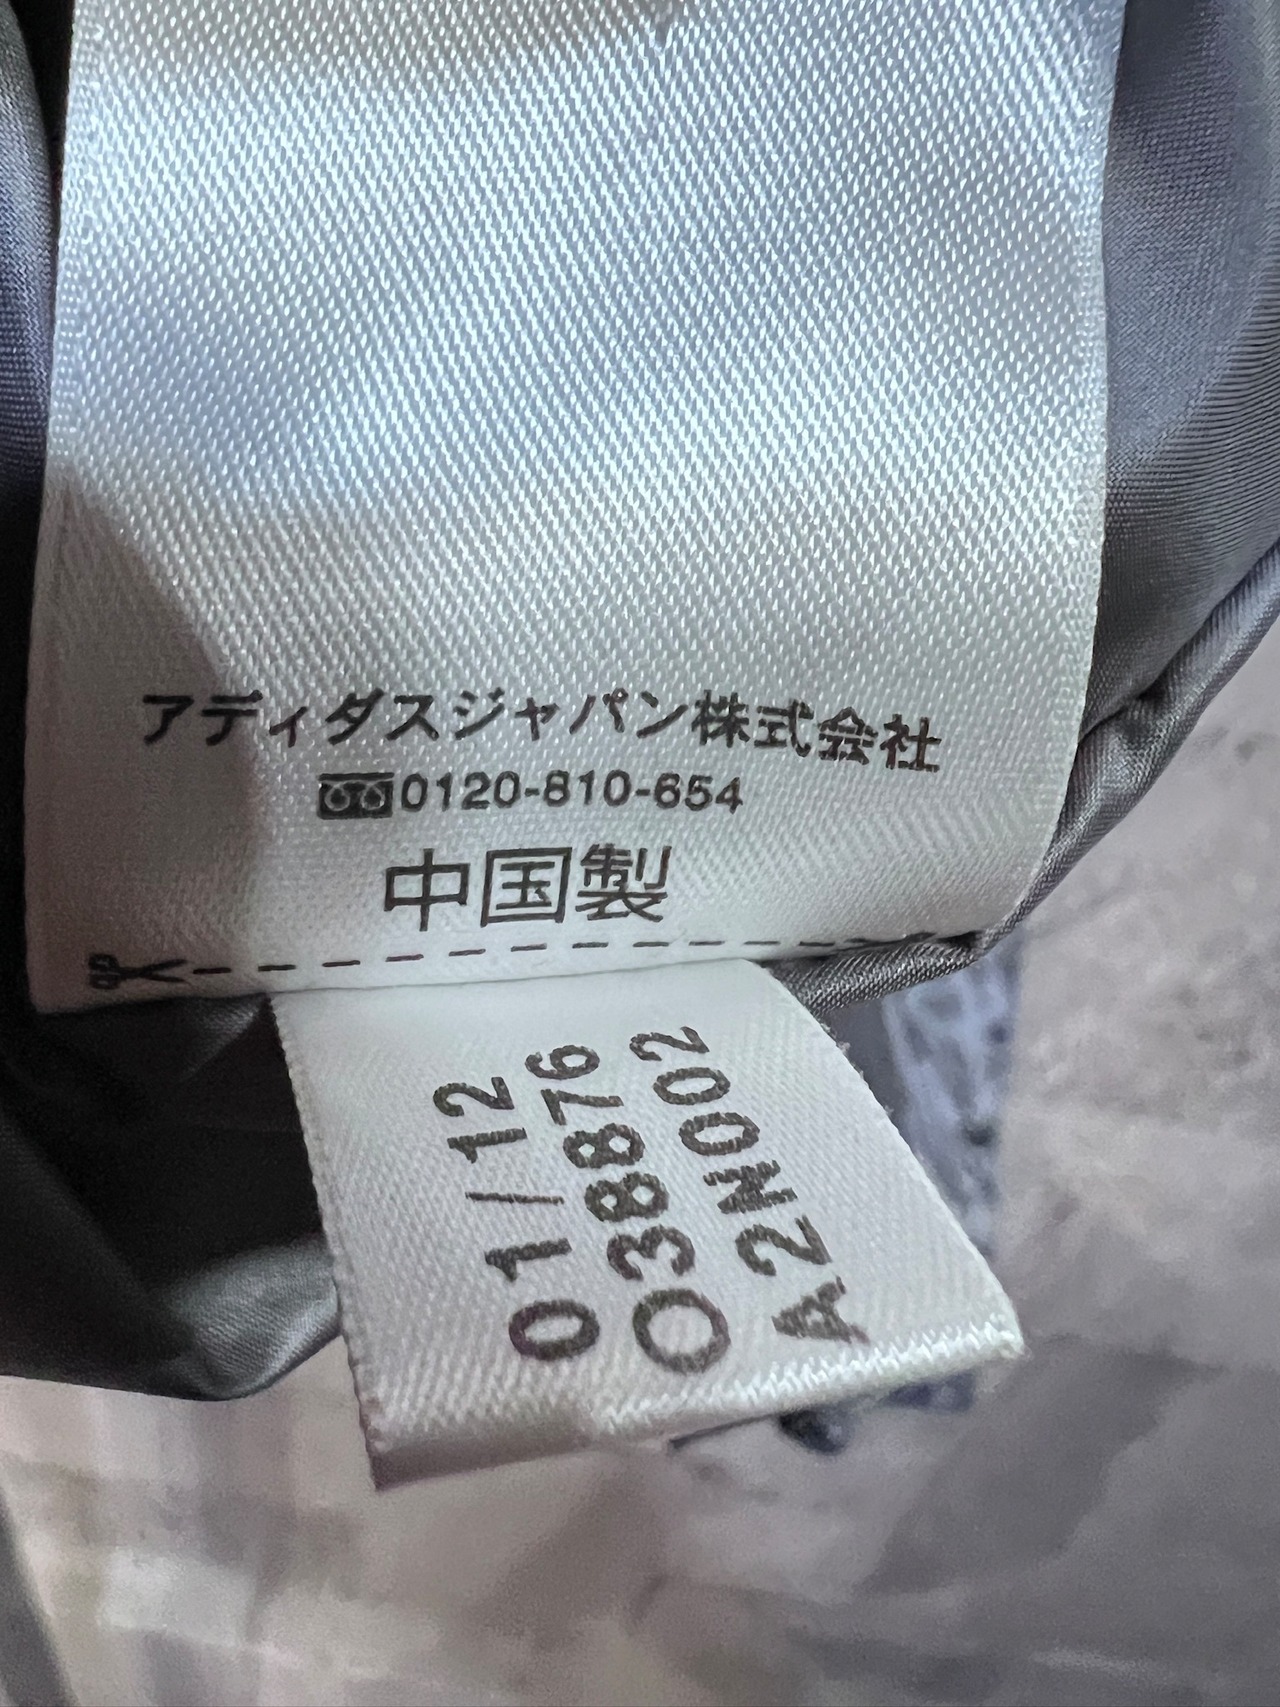 アディダスジャパン株式会社
0120-810-654
中国製
01/12
O38876
A2N002